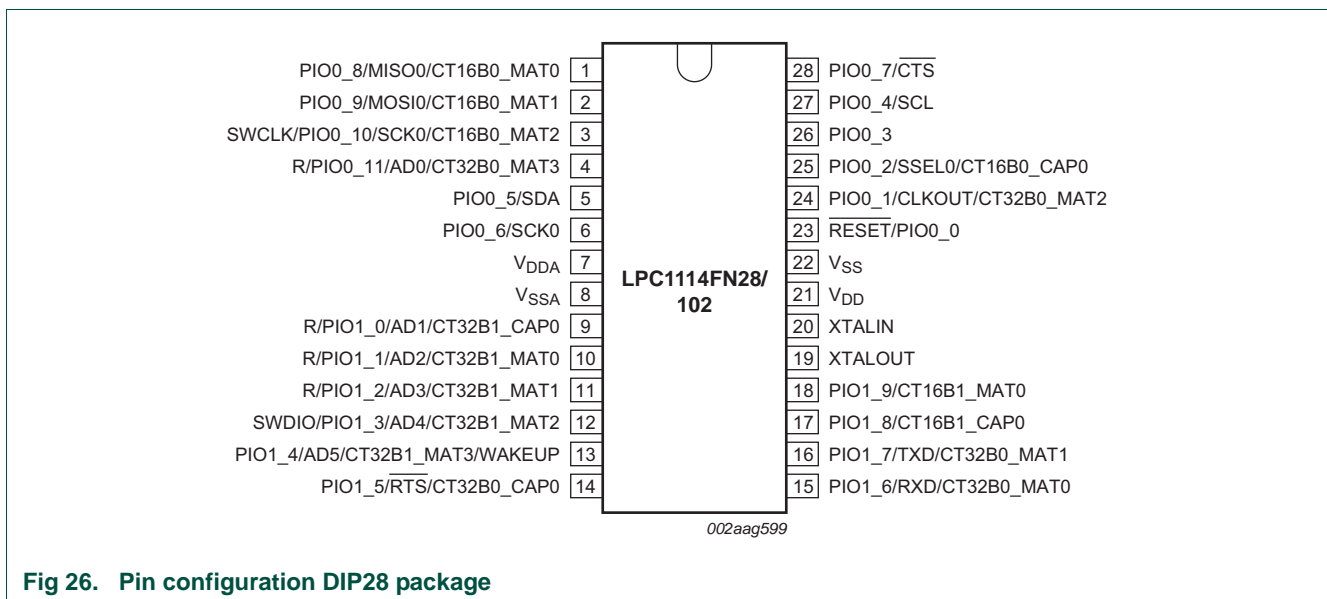 PIO0_8/MISO0/CT16B0_MAT0 1
PIO0_9/MOSI0/CT16B0_MAT1 2
SWCLK/PIO0_10/SCK0/CT16B0_MAT2 3
R/PIO0_11/AD0/CT32B0_MAT3 4
PIO0_5/SDA 5
PIO0_6/SCK0 6
VDDA 7
VSSA 8
R/PIO1_0/AD1/CT32B1_CAP0 9
R/PIO1_1/AD2/CT32B1_MAT0 10
R/PIO1_2/AD3/CT32B1_MAT1 11
SWDIO/PIO1_3/AD4/CT32B1_MAT2 12
PIO1_4/AD5/CT32B1_MAT3/WAKEUP 13
PIO1_5/RTS/CT32B0_CAP0 14
LPC1114FN28/
102
28 PIO0_7/CTS
27 PIO0_4/SCL
26 PIO0_3
25 PIO0_2/SSEL0/CT16B0_CAP0
24 PIO0_1/CLKOUT/CT32B0_MAT2
23 RESET/PIO0_0
22 VSS
21 VDD
20 XTALIN
19 XTALOUT
18 PIO1_9/CT16B1_MAT0
17 PIO1_8/CT16B1_CAP0
16 PIO1_7/TXD/CT32B0_MAT1
15 PIO1_6/RXD/CT32B0_MAT0
002aag599
Fig 26. Pin configuration DIP28 package